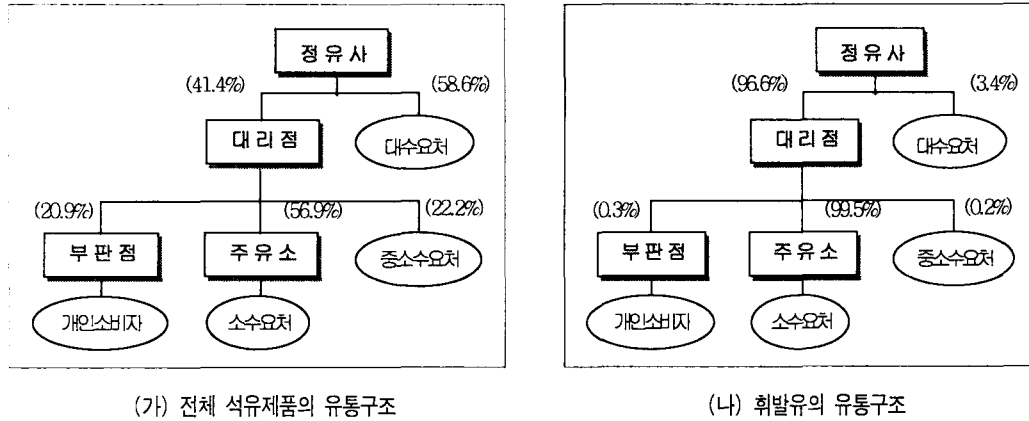 정유사
(41.4%) (58.6%)
대리점
대수요처
(20.9%) (56.9%) (22.2%)
부판점 주유소 중소수요처
개인소비자 소수요처
(가) 전체 석유제품의 유통구조
정유사
(96.6%) (3.4%)
대리점
대수요처
(0.3%) (99.5%) (0.2%)
부판점 주유소 중소수요처
개인소비자 소수요처
(나) 휘발유의 유통구조